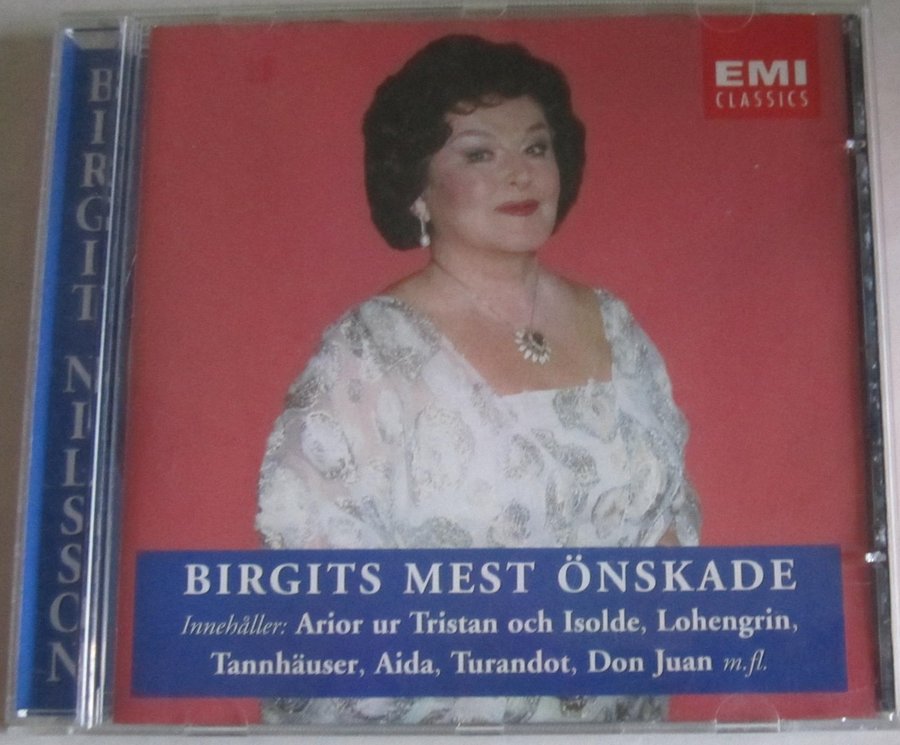 BIRGIT NILSSON
EMI
CLASSICS
BIRGITS MEST ÖNSKADE
Innehåller: Arior ur Tristan och Isolde, Lohengrin,
Tannhäuser, Aida, Turandot, Don Juan m.fl.